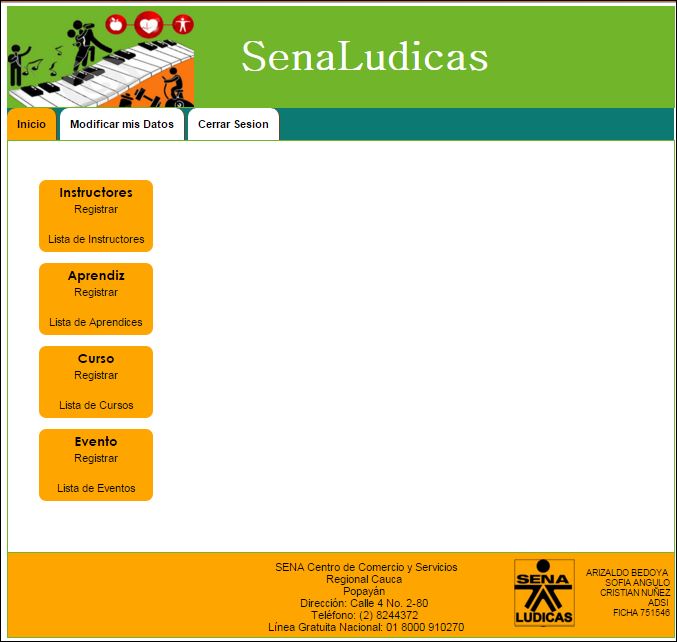 SenaLudicas
Inicio
Modificar mis Datos
Cerrar Sesion
Instructores
Registrar
Lista de Instructores
Aprendiz
Registrar
Lista de Aprendices
Curso
Registrar
Lista de Cursos
Evento
Registrar
Lista de Eventos
SENA Centro de Comercio y Servicios
Regional Cauca
Popayán
Dirección: Calle 4 No. 2-80
Teléfono: (2) 8244372
Línea Gratuita Nacional: 01 8000 910270
SENA
LUDICAS
ARIZALDO BEDOYA
SOFIA ANGULO
CRISTIAN NUÑEZ
ADSI
FICHA 751546